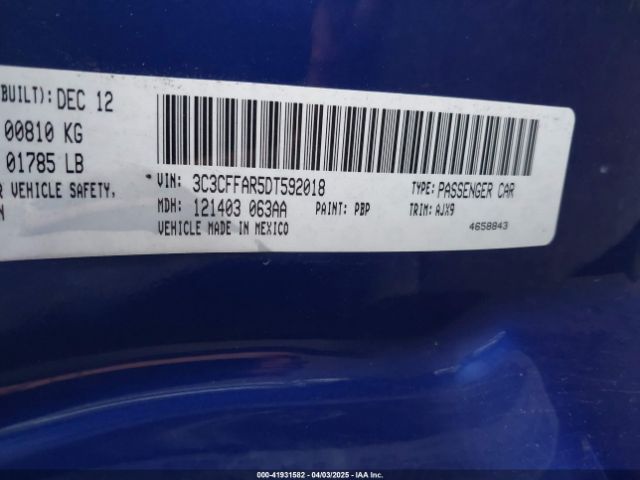 BUILT): DEC 12
00810 KG
01785 LB
R VEHICLE SAFETY,
N
VIN: 3C3CFFAR5DT592018 TYPE: PASSENGER CAR
MDH: 121403 063AA PAINT: PBP TRIM: AJX9
VEHICLE MADE IN MEXICO 4658843
000-41931582 - 04/03/2025 - IAA Inc.